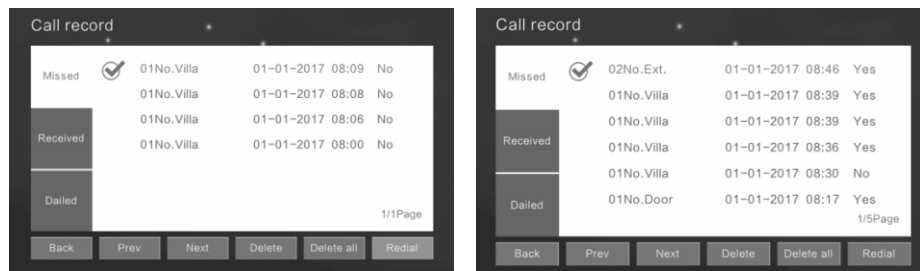 Call record
Missed
01No.Villa 01-01-2017 08:09 No
01No.Villa 01-01-2017 08:08 No
01No.Villa 01-01-2017 08:06 No
Received
01No.Villa 01-01-2017 08:00 No
Dailed
1/1Page
Back Prev Next Delete Delete all Redial
Call record
Missed
02No.Ext. 01-01-2017 08:46 Yes
01No.Villa 01-01-2017 08:39 Yes
01No.Villa 01-01-2017 08:39 Yes
Received
01No.Villa 01-01-2017 08:36 Yes
01No.Villa 01-01-2017 08:30 No
Dailed
01No.Door 01-01-2017 08:17 Yes
1/5Page
Back Prev Next Delete Delete all Redial